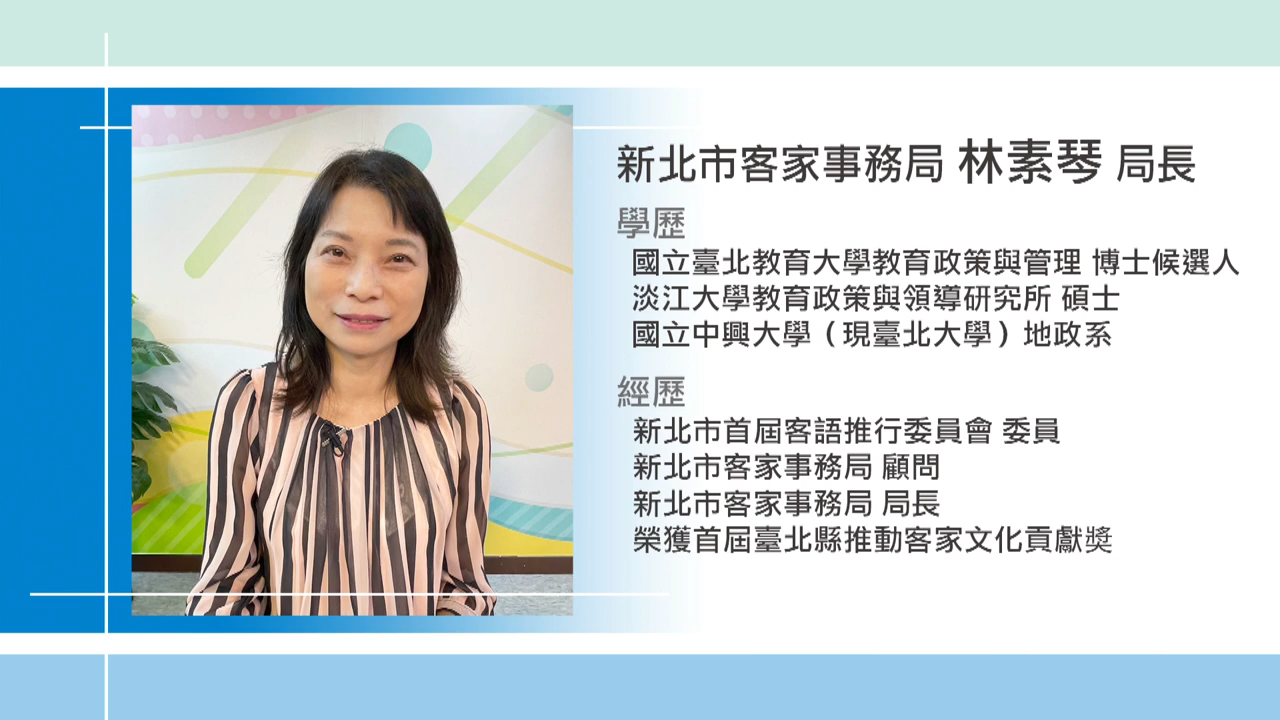 新北市客家事務局 林素琴 局長
學歷
國立臺北教育大學教育政策與管理 博士候選人
淡江大學教育政策與領導研究所 碩士
國立中興大學（現臺北大學）地政系
經歷
新北市首屆客語推行委員會 委員
新北市客家事務局 顧問
新北市客家事務局 局長
榮獲首屆臺北縣推動客家文化貢獻獎